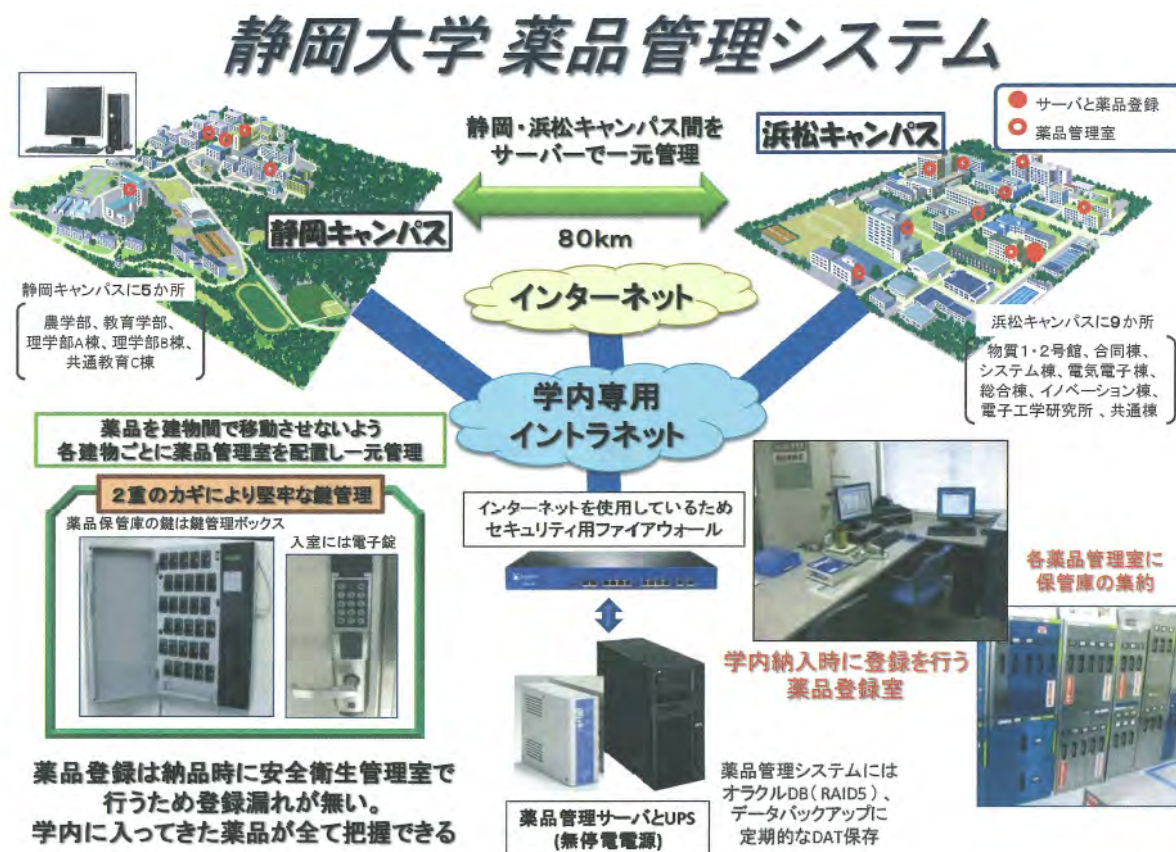 静岡大学 薬品管理システム
サーバと薬品登録
薬品管理室
静岡・浜松キャンパス間を
サーバーで一元管理
浜松キャンパス
静岡キャンパス
80km
インターネット
静岡キャンパスに5か所
農学部、教育学部、
理学部A棟、理学部B棟、
共通教育C棟
浜松キャンパスに9か所
物質1・2号館、合同棟、
システム棟、電気電子棟、
総合棟、イノベーション棟、
電子工学研究所 、共通棟
学内専用
イントラネット
薬品を建物間で移動させないよう
各建物ごとに薬品管理室を配置し一元管理
2重のカギにより堅牢な鍵管理
薬品保管庫の鍵は鍵管理ボックス
入室には電子錠
インターネットを使用しているため
セキュリティ用ファイアウォール
各薬品管理室に
保管庫の集約
学内納入時に登録を行う
薬品登録室
薬品登録は納品時に安全衛生管理室で
行うため登録漏れが無い。
学内に入ってきた薬品が全て把握できる
薬品管理サーバとUPS
(無停電電源)
薬品管理システムには
オラクルDB(RAID5)、
データバックアップに
定期的なDAT保存